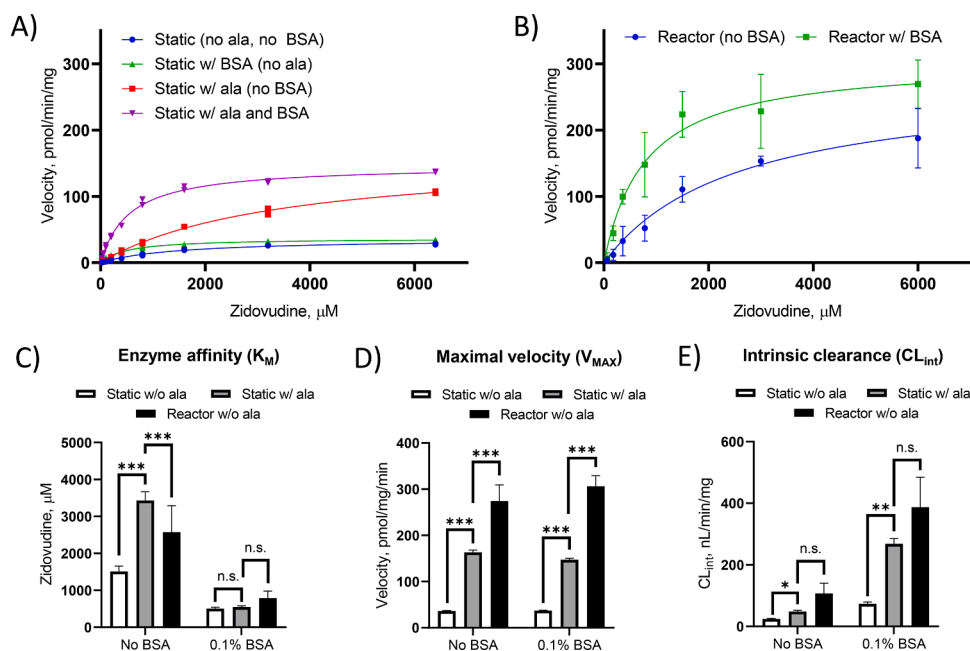 A)
Static (no ala, no BSA)
Static w/ BSA (no ala)
Static w/ ala (no BSA)
Static w/ ala and BSA
Velocity, pmol/min/mg
300
200
100
0
0 2000 4000 6000
Zidovudine, μM
B)
Reactor (no BSA) Reactor w/ BSA
Velocity, pmol/min/mg
300
200
100
0
0 2000 4000 6000
Zidovudine, μM
C)
Enzyme affinity (KM)
Static w/o ala Static w/ ala
Reactor w/o ala
Zidovudine, μM
5000
4000
3000
2000
1000
0
*** ***
n.s. n.s.
No BSA 0.1% BSA
D)
Maximal velocity (VMAX)
Static w/o ala Static w/ ala
Reactor w/o ala
Velocity, pmol/mg/min
400
300
200
100
0
*** ***
*** ***
No BSA 0.1% BSA
E)
Intrinsic clearance (CLint)
Static w/o ala Static w/ ala
Reactor w/o ala
CLint, nL/min/mg
600
400
200
0
* n.s.
** n.s.
No BSA 0.1% BSA